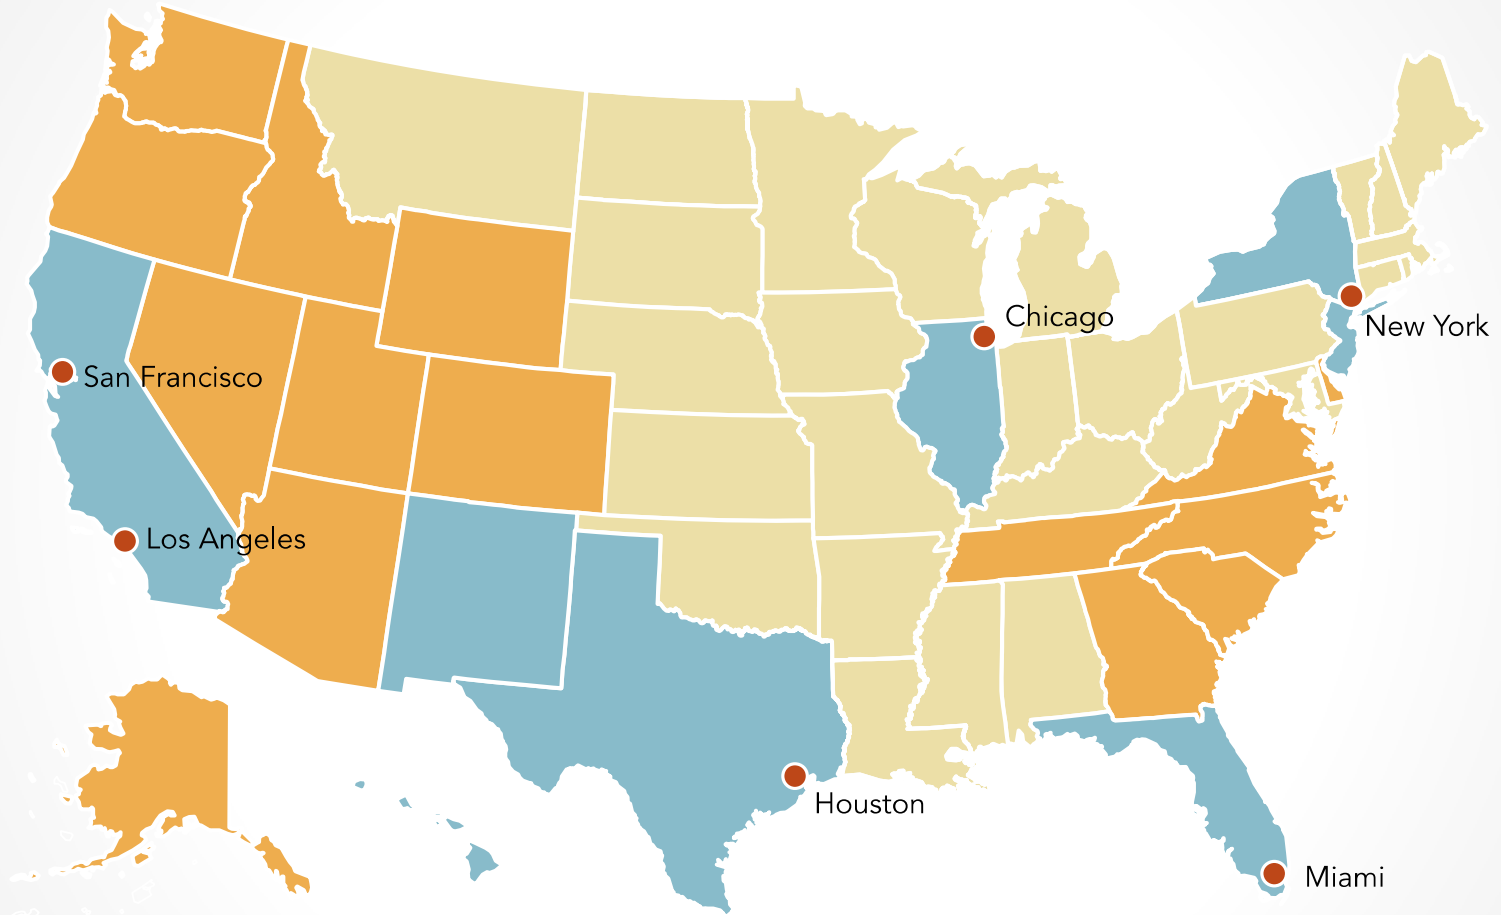 Chicago
New York
San Francisco
Los Angeles
Houston
Miami